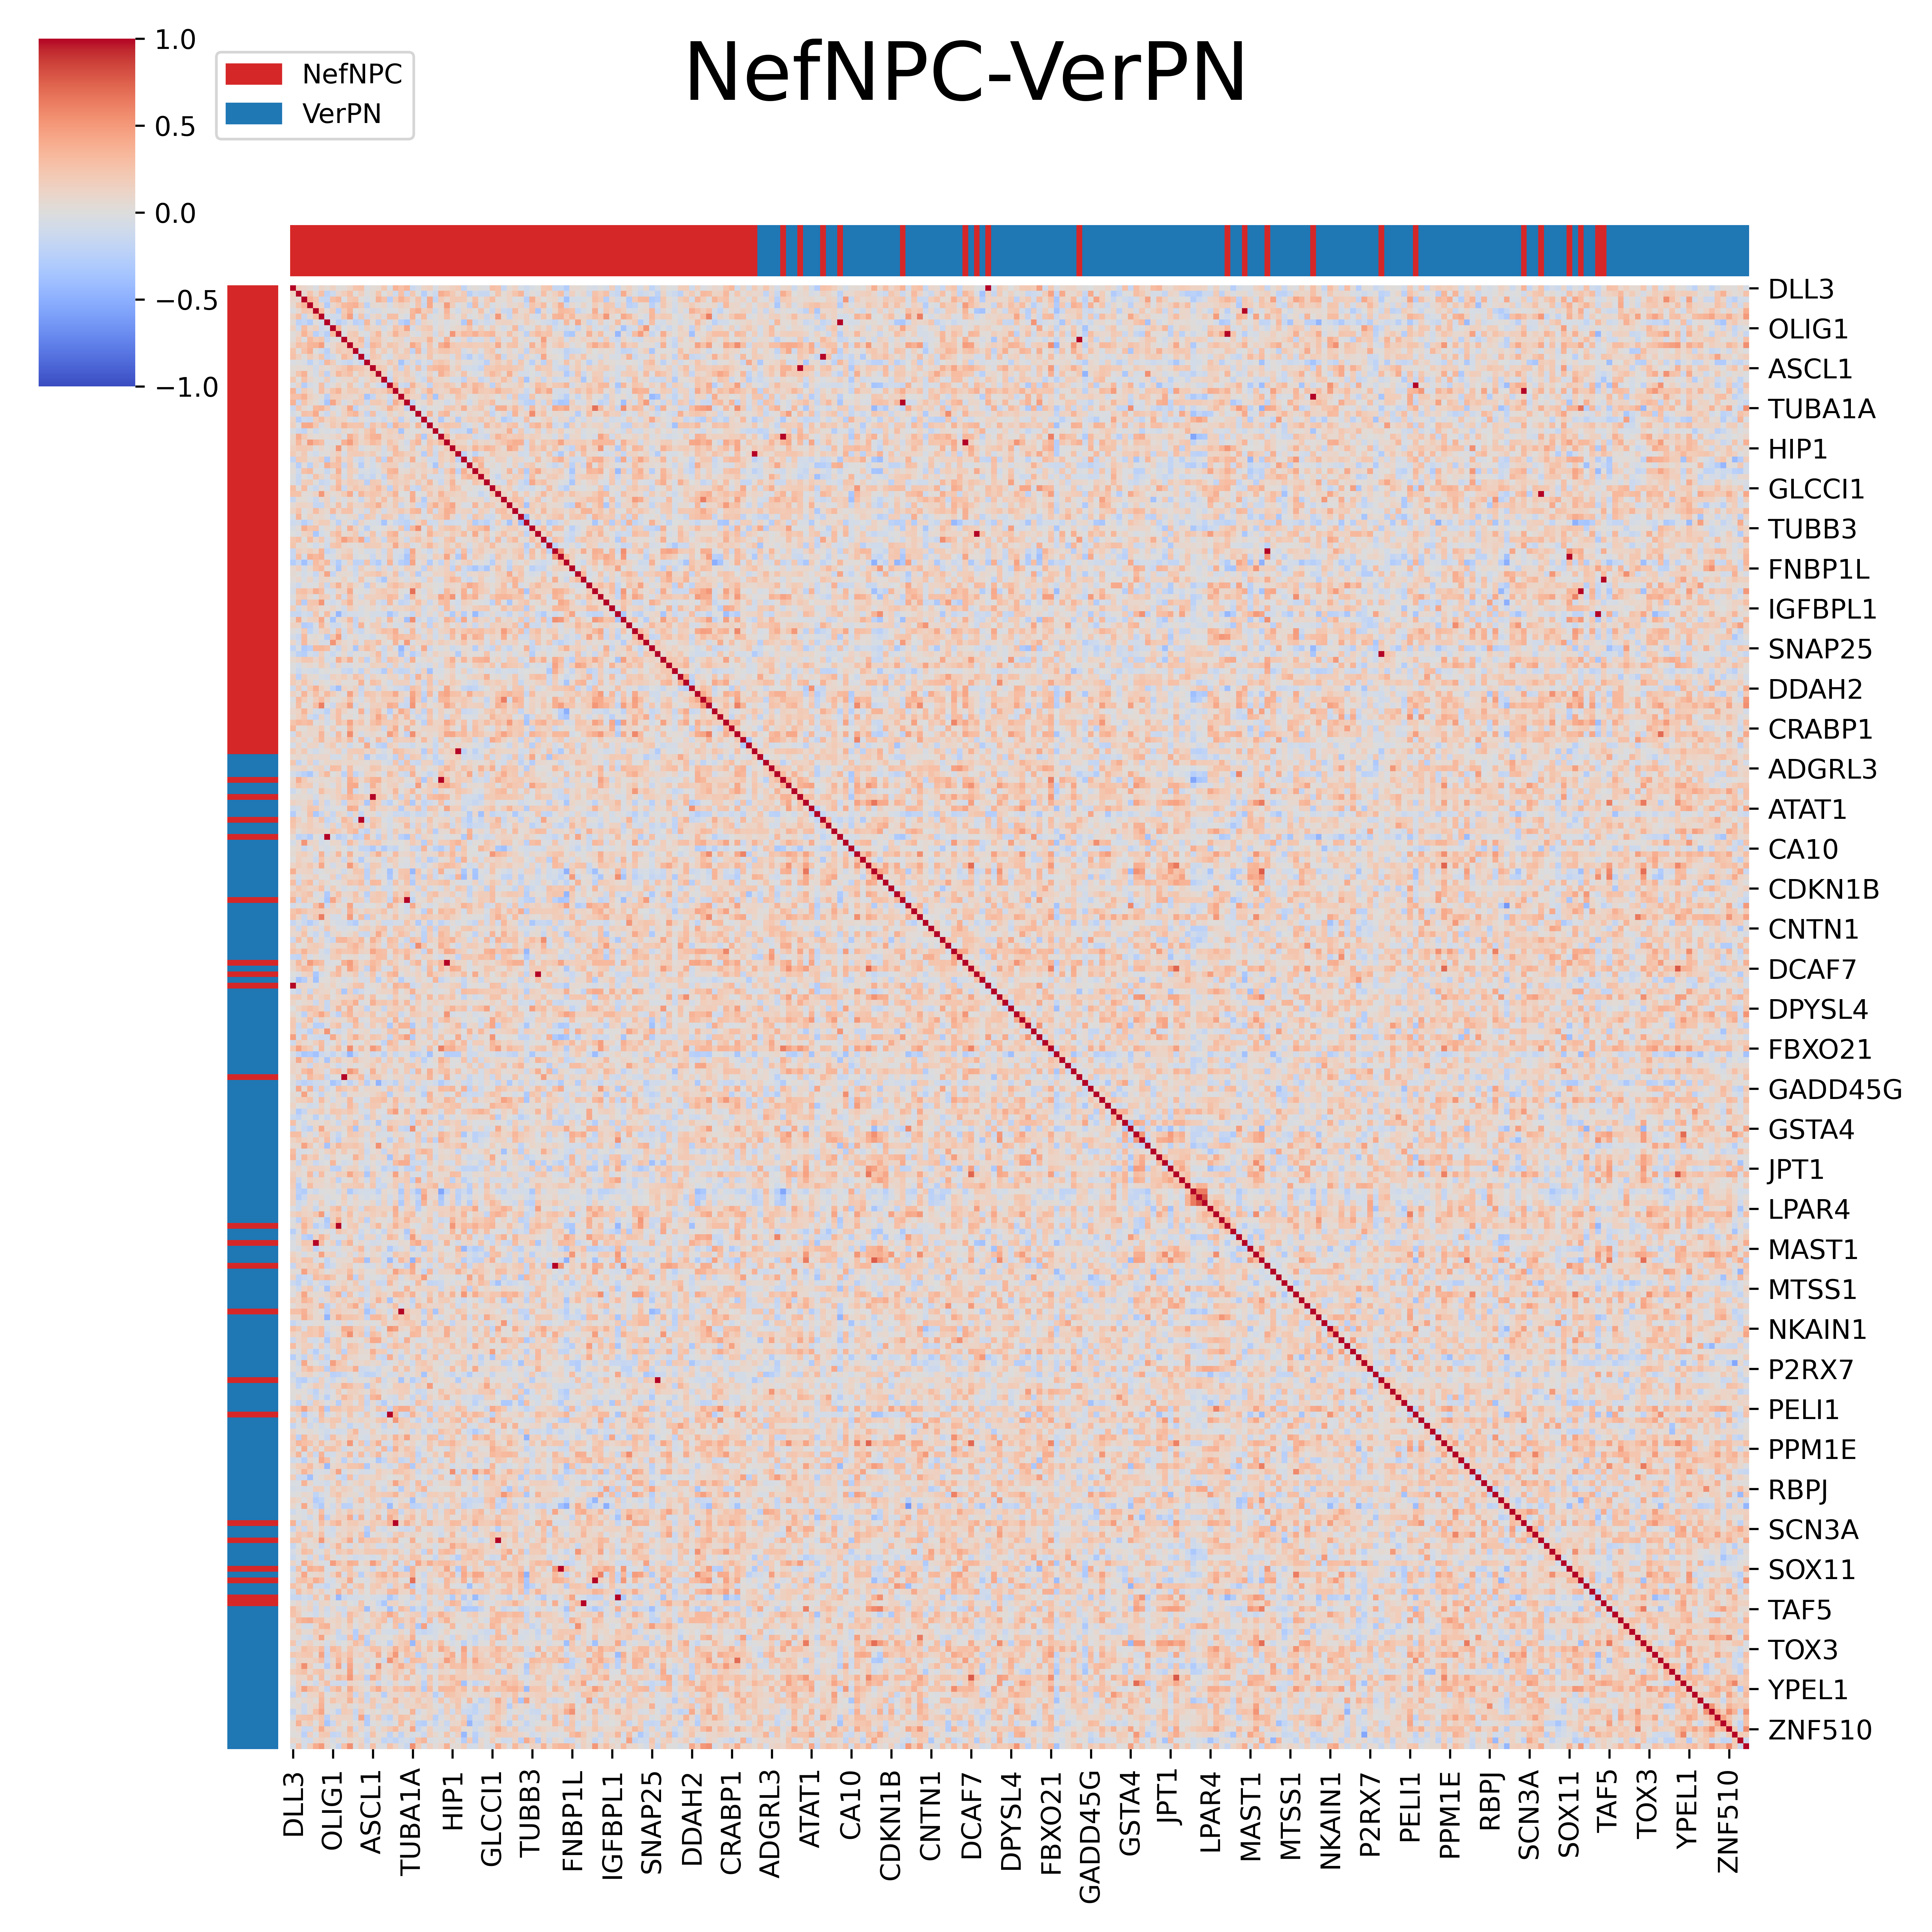 NefNPC-VerPN
1.0
0.5
0.0
−0.5
−1.0
NefNPC
VerPN
DLL3
OLIG1
ASCL1
TUBA1A
HIP1
GLCCI1
TUBB3
FNBP1L
IGFBPL1
SNAP25
DDAH2
CRABP1
ADGRL3
ATAT1
CA10
CDKN1B
CNTN1
DCAF7
DPYSL4
FBXO21
GADD45G
GSTA4
JPT1
LPAR4
MAST1
MTSS1
NKAIN1
P2RX7
PELI1
PPM1E
RBPJ
SCN3A
SOX11
TAF5
TOX3
YPEL1
ZNF510
DLL3
OLIG1
ASCL1
TUBA1A
HIP1
GLCCI1
TUBB3
FNBP1L
IGFBPL1
SNAP25
DDAH2
CRABP1
ADGRL3
ATAT1
CA10
CDKN1B
CNTN1
DCAF7
DPYSL4
FBXO21
GADD45G
GSTA4
JPT1
LPAR4
MAST1
MTSS1
NKAIN1
P2RX7
PELI1
PPM1E
RBPJ
SCN3A
SOX11
TAF5
TOX3
YPEL1
ZNF510